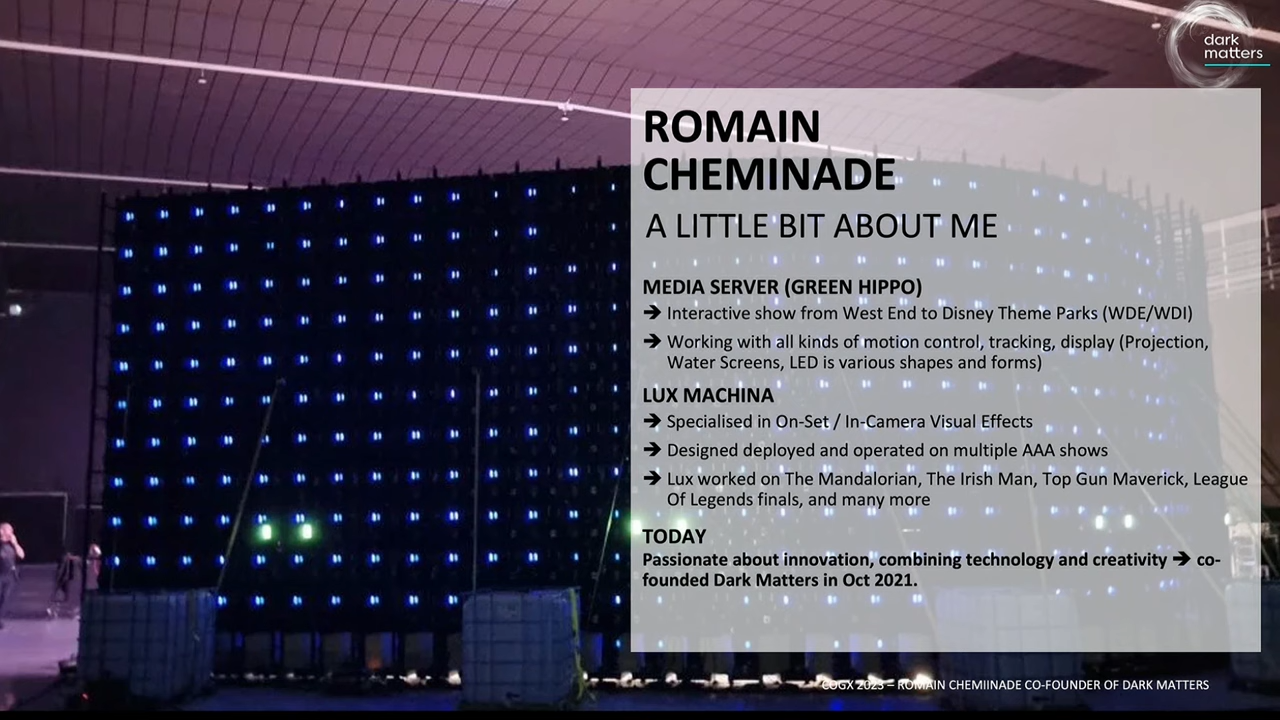 dark
matters
ROMAIN
CHEMINADE
A LITTLE BIT ABOUT ME
MEDIA SERVER (GREEN HIPPO)
➔ Interactive show from West End to Disney Theme Parks (WDE/WDI)
➔ Working with all kinds of motion control, tracking, display (Projection,
Water Screens, LED is various shapes and forms)
LUX MACHINA
➔ Specialised in On-Set / In-Camera Visual Effects
➔ Designed deployed and operated on multiple AAA shows
➔ Lux worked on The Mandalorian, The Irish Man, Top Gun Maverick, League
Of Legends finals, and many more
TODAY
Passionate about innovation, combining technology and creativity ➔ co-
founded Dark Matters in Oct 2021.
COGX 2023 – ROMAIN CHEMIINADE CO-FOUNDER OF DARK MATTERS